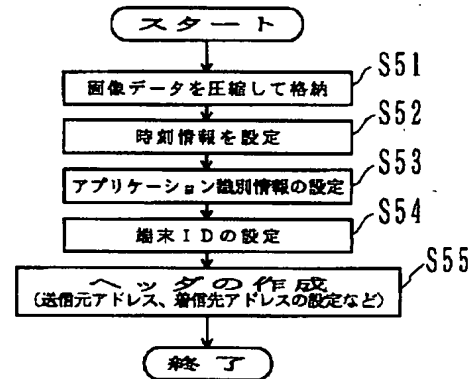 スタート
画像データを圧縮して格納
S51
時刻情報を設定
S52
アプリケーション識別情報の設定
S53
端末IDの設定
S54
ヘッダの作成
(送信元アドレス、着信先アドレスの設定など)
S55
終了